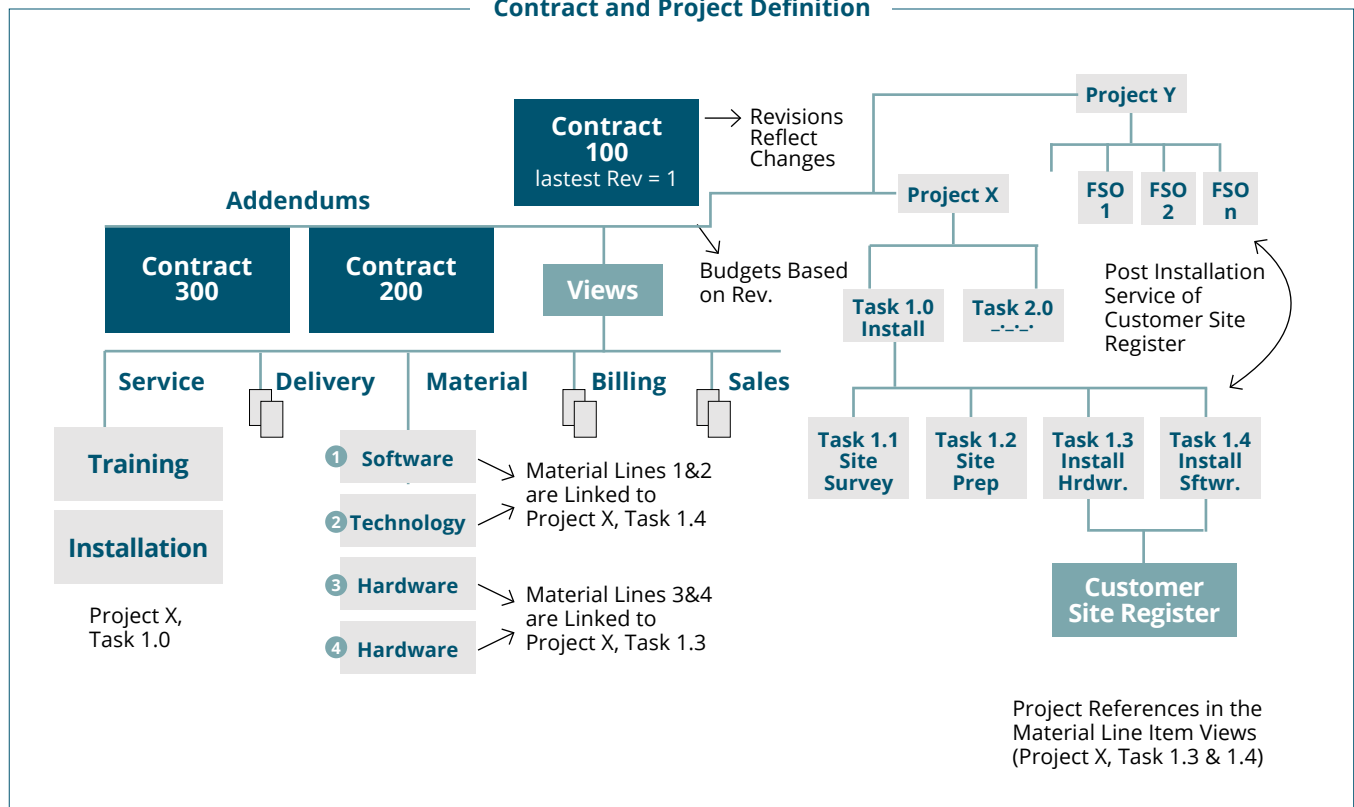 Contract and Project Definition
Contract
100
lastest Rev = 1
Revisions
Reflect
Changes
Project Y
FSO
1
FSO
2
FSO
n
Project X
Addendums
Contract
300
Contract
200
Views
Budgets Based
on Rev.
Task 1.0
Install
Task 2.0
_._._.
Post Installation
Service of
Customer Site
Register
Service
Delivery
Material
Billing
Sales
Training
Installation
Project X,
Task 1.0
1 Software
2 Technology
3 Hardware
4 Hardware
Material Lines 1&2
are Linked to
Project X, Task 1.4
Material Lines 3&4
are Linked to
Project X, Task 1.3
Task 1.1
Site
Survey
Task 1.2
Site
Prep
Task 1.3
Install
Hrdwr.
Task 1.4
Install
Sftwr.
Customer
Site Register
Project References in the
Material Line Item Views
(Project X, Task 1.3 & 1.4)